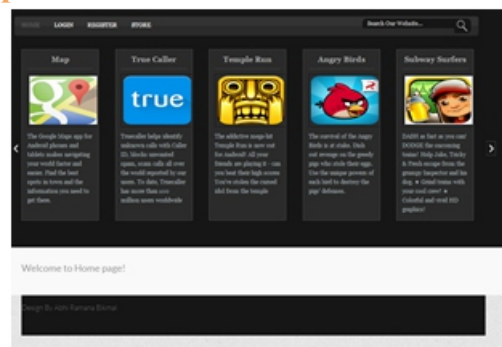 HOME LOGIN REGISTER STORE
Search Our Website...
Map
The Google Maps app for
Android phones and
tablets makes navigating
your world faster and
easier. Find the best
spots in town and the
information you need to
get there.
True Caller
true
Truecaller helps identify
unknown calls with Caller
ID, blocks unwanted
spam, scans calls all over
the world reported by our
users. To date, Truecaller
has more than 100
million users worldwide
Temple Run
The addictive mega-hit
Temple Run is now out
for Android! All your
friends are playing it - can
you beat their high scores
You've stolen the cursed
idol from the temple
Angry Birds
The survival of the Angry
Birds is at stake. Dish
out revenge on the greedy
pigs who stole their eggs.
Use the unique powers of
each bird to destroy the
pigs' defenses.
Subway Surfers
DASH as fast as you can!
DODGE the oncoming
trains! Help Jake, Tricky
& Fresh escape from the
grumpy Inspector and his
dog. ★ Grind trains with
your cool crew! ★
Colorful and vivid HD
graphics!
Welcome to Home page!
Design By Abhi Ramana